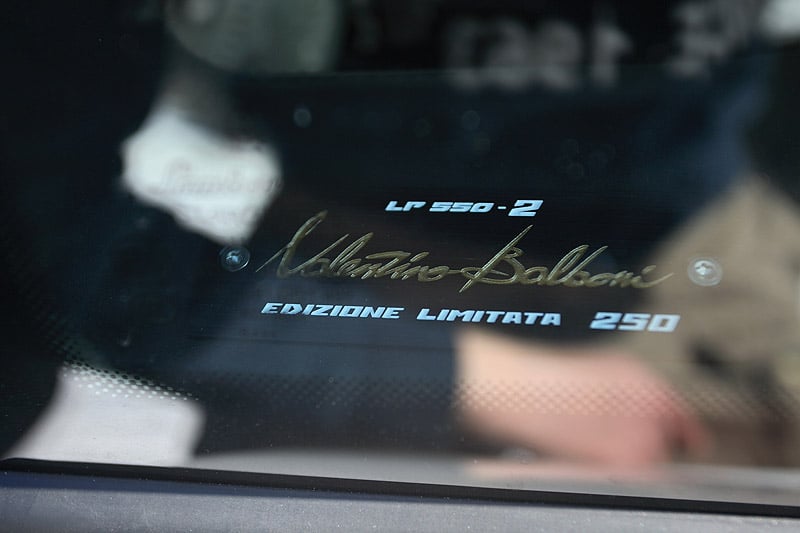 LP 550-2
Valentino Balboni
EDIZIONE LIMITATA 250